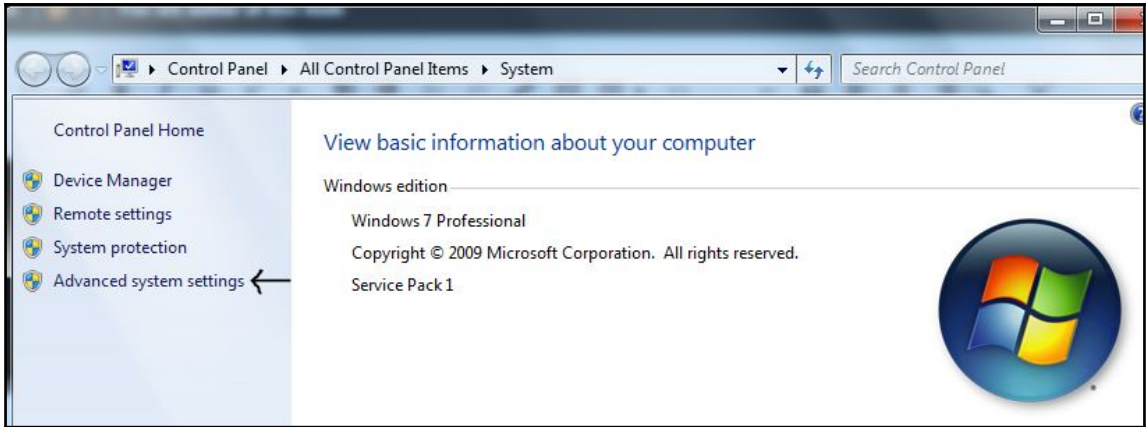 Control Panel All Control Panel Items System Search Control Panel
Control Panel Home
Device Manager
Remote settings
System protection
Advanced system settings
View basic information about your computer
Windows edition
Windows 7 Professional
Copyright © 2009 Microsoft Corporation. All rights reserved.
Service Pack 1